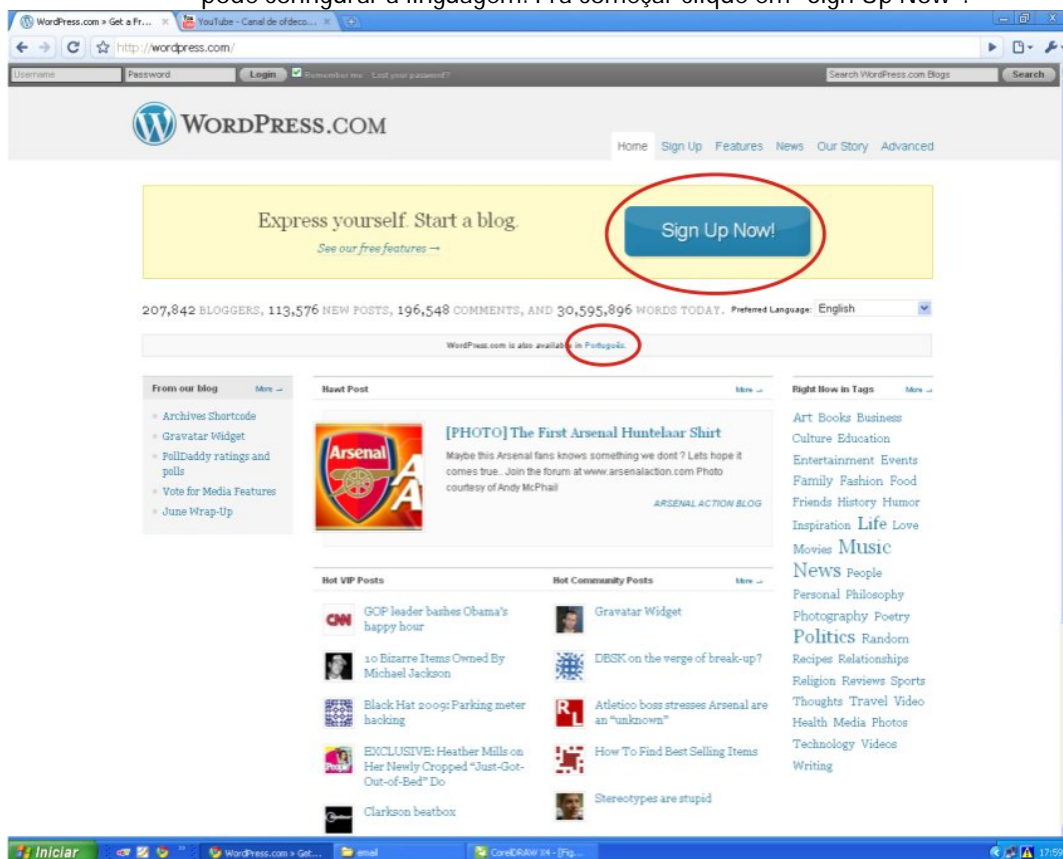 pode configurar a linguagem. Pra começar clique em "Sign Up Now".
WordPress.com » Get a Fr...
YouTube - Canal de ofdeco...
http://wordpress.com/
Username
Password
Login
Remember me
Lost your password?
Search WordPress.com Blogs
Search
WORDPRESS.COM
Home Sign Up Features News Our Story Advanced
Express yourself. Start a blog.
See our free features →
Sign Up Now!
207,842 BLOGGERS, 113,576 NEW POSTS, 196,548 COMMENTS, AND 30,595,896 WORDS TODAY.
Preferred Language: English
WordPress.com is also available in Português.
From our blog More →
Archives Shortcode
Gravatar Widget
PollDaddy ratings and
polls
Vote for Media Features
June Wrap-Up
Hawt Post More →
Arsenal
[PHOTO] The First Arsenal Huntelaar Shirt
Maybe this Arsenal fans knows something we dont ? Lets hope it
comes true.. Join the forum at www.arsenalaction.com Photo
courtesy of Andy McPhail
ARSENAL ACTION BLOG
Hot VIP Posts
CNN
GOP leader bashes Obama's
happy hour
10 Bizarre Items Owned By
Michael Jackson
Black Hat 2009: Parking meter
hacking
People
EXCLUSIVE: Heather Mills on
Her Newly Cropped "Just-Got-
Out-of-Bed" Do
Clarkson beatbox
Hot Community Posts More →
Gravatar Widget
DBSK on the verge of break-up?
RL
Atletico boss stresses Arsenal are
an "unknown"
How To Find Best Selling Items
Stereotypes are stupid
Right Now in Tags More →
Art Books Business
Culture Education
Entertainment Events
Family Fashion Food
Friends History Humor
Inspiration Life Love
Movies Music
News People
Personal Philosophy
Photography Poetry
Politics Random
Recipes Relationships
Religion Reviews Sports
Thoughts Travel Video
Health Media Photos
Technology Videos
Writing
Iniciar
WordPress.com » Get...
email
CorelDRAW X4 - [Fig...
17:58